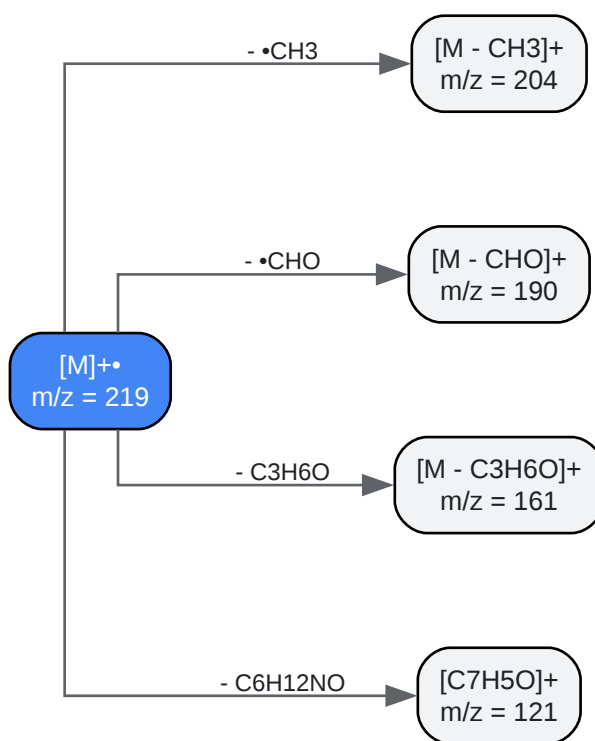 - •CH3
[M - CH3]+
m/z = 204
- •CHO
[M - CHO]+
m/z = 190
[M]+•
m/z = 219
- C3H6O
[M - C3H6O]+
m/z = 161
- C6H12NO
[C7H5O]+
m/z = 121